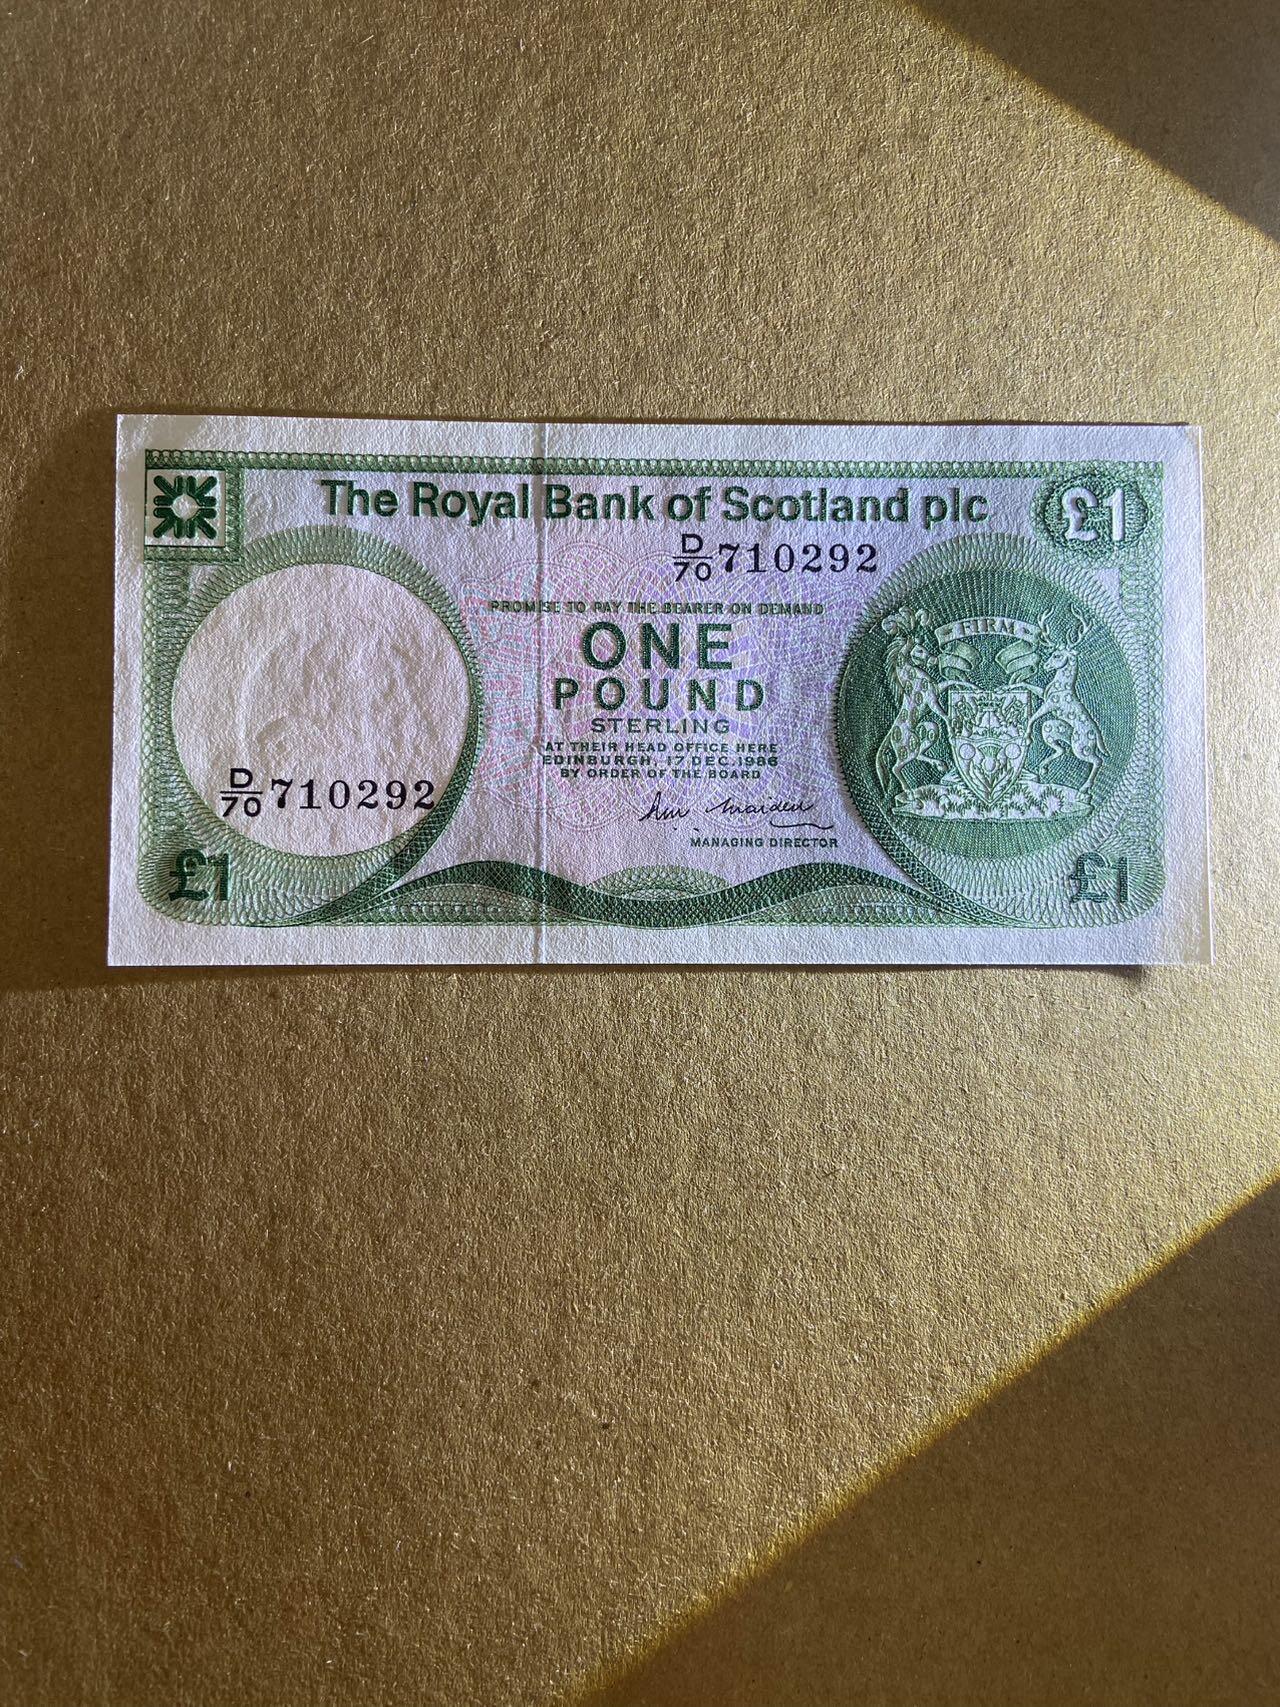 The Royal Bank of Scotland plc
£1
D/70 710292
PROMISE TO PAY THE BEARER ON DEMAND
ONE
POUND
STERLING
AT THEIR HEAD OFFICE HERE
EDINBURGH, 17 DEC. 1986
BY ORDER OF THE BOARD
MANAGING DIRECTOR
FIRM
D/70 710292
£1
£1